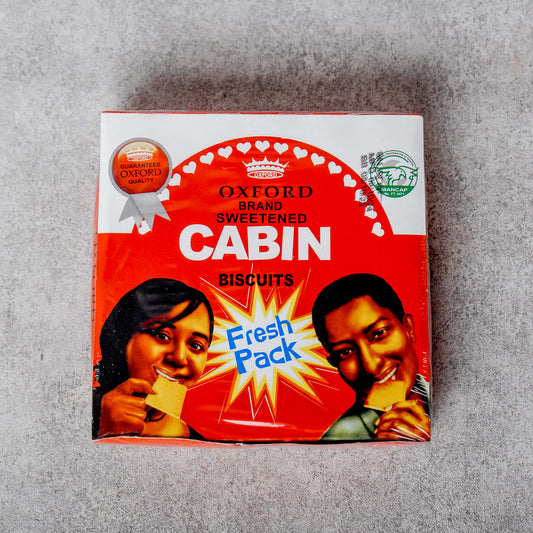 GUARANTEED
OXFORD
QUALITY
OXFORD
OXFORD
BRAND
SWEETENED
CABIN
BISCUITS
Fresh
Pack
MANCAP